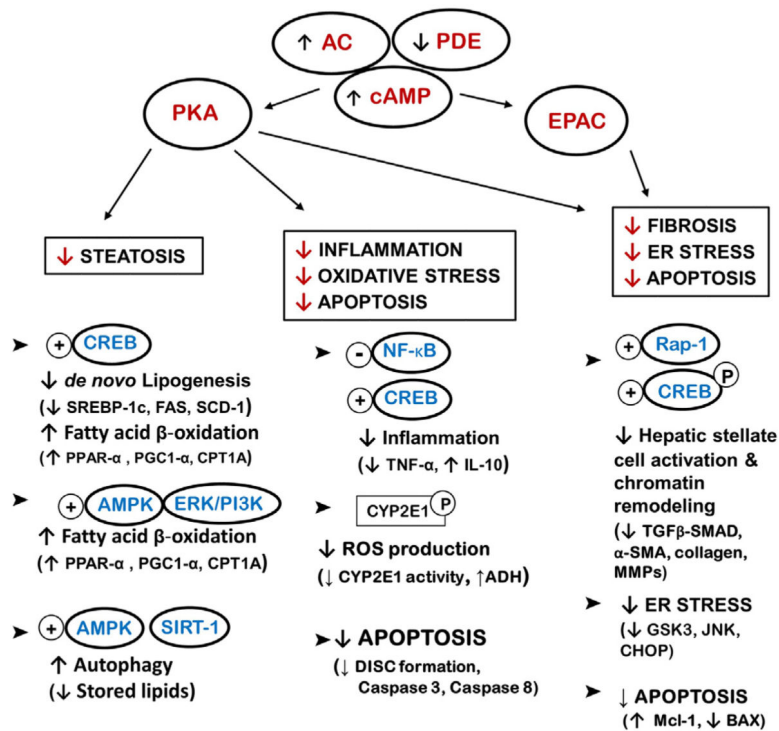 ↑ AC
↓ PDE
↑ cAMP
PKA
EPAC
↓ STEATOSIS
+ CREB
↓ de novo Lipogenesis
(↓ SREBP-1c, FAS, SCD-1)
↑ Fatty acid β-oxidation
(↑ PPAR-α , PGC1-α, CPT1A)
+ AMPK ERK/PI3K
↑ Fatty acid β-oxidation
(↑ PPAR-α , PGC1-α, CPT1A)
+ AMPK SIRT-1
↑ Autophagy
(↓ Stored lipids)
↓ INFLAMMATION
↓ OXIDATIVE STRESS
↓ APOPTOSIS
- NF-κB
+ CREB
↓ Inflammation
(↓ TNF-α, ↑ IL-10)
CYP2E1 P
↓ ROS production
(↓ CYP2E1 activity, ↑ADH)
↓ APOPTOSIS
(↓ DISC formation,
Caspase 3, Caspase 8)
↓ FIBROSIS
↓ ER STRESS
↓ APOPTOSIS
+ Rap-1
+ CREB P
↓ Hepatic stellate
cell activation &
chromatin
remodeling
(↓ TGFβ-SMAD,
α-SMA, collagen,
MMPs)
↓ ER STRESS
(↓ GSK3, JNK,
CHOP)
↓ APOPTOSIS
(↑ Mcl-1, ↓ BAX)